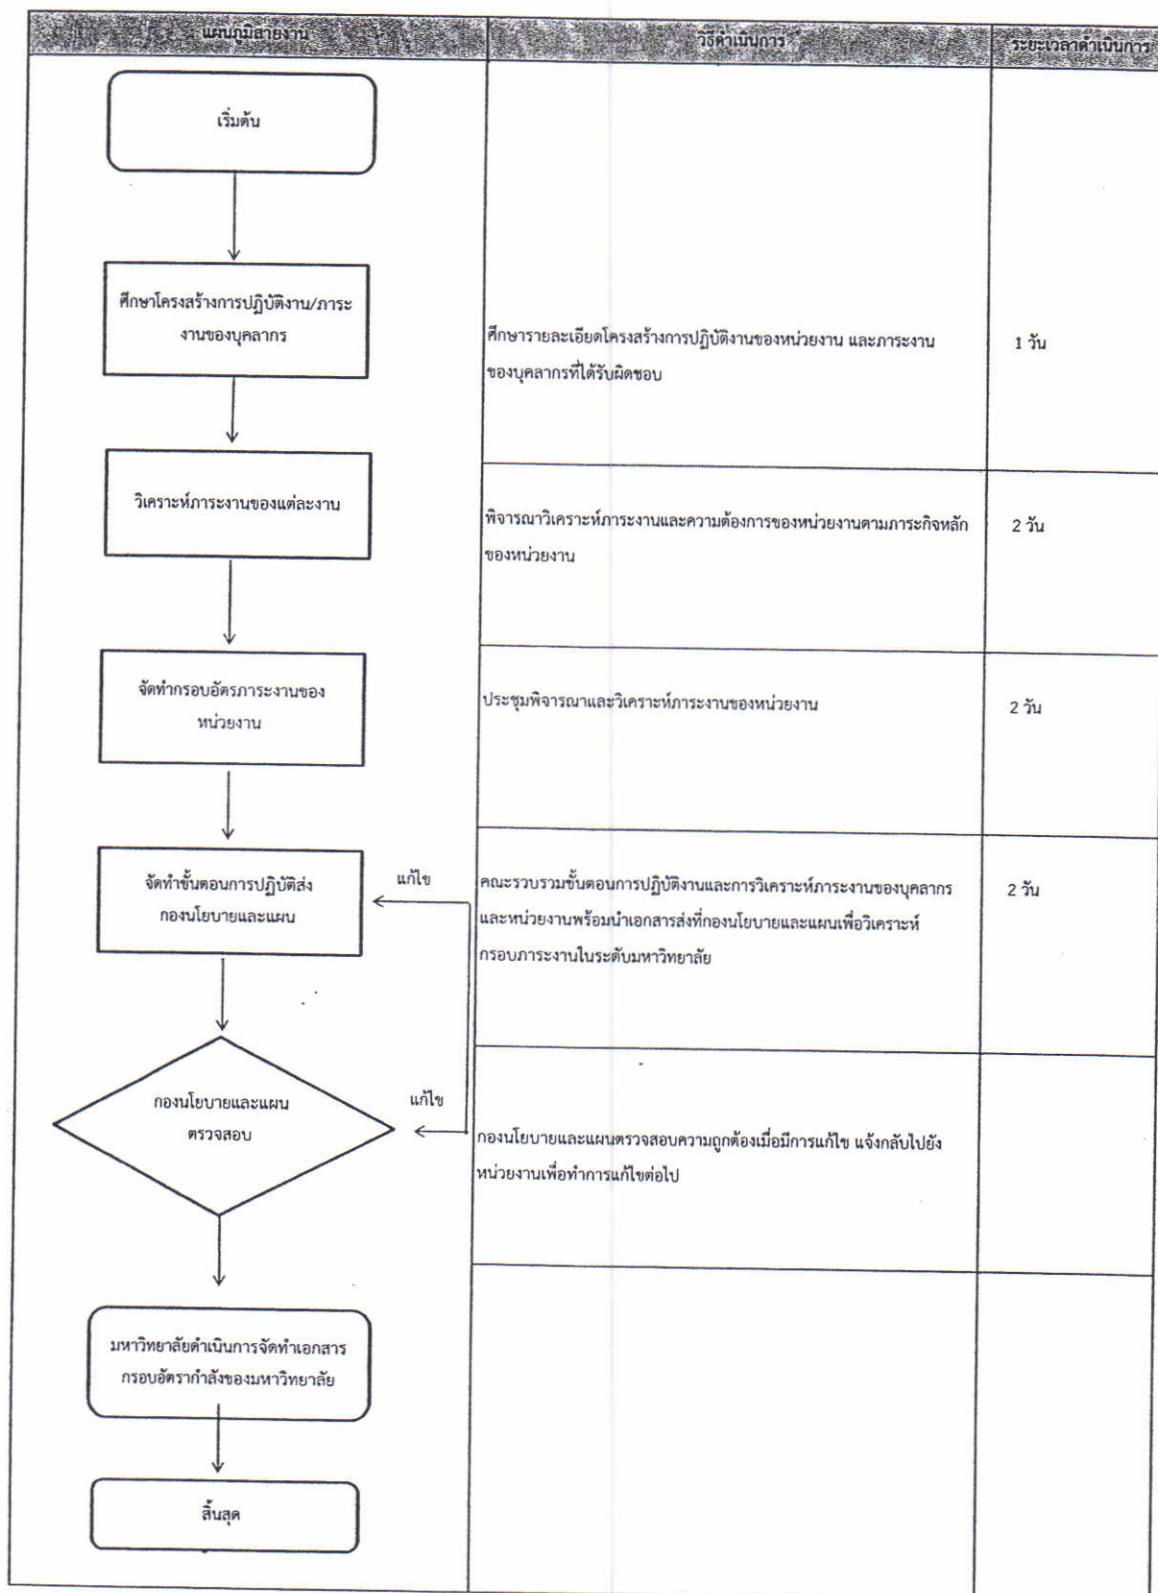 แผนภูมิสายงาน
วิธีดำเนินการ
ระยะเวลาดำเนินการ
เริ่มต้น
ศึกษาโครงสร้างการปฏิบัติงาน/ภาระ
งานของบุคลากร
ศึกษารายละเอียดโครงสร้างการปฏิบัติงานของหน่วยงาน และภาระงาน
ของบุคลากรที่ได้รับผิดชอบ
1 วัน
วิเคราะห์ภาระงานของแต่ละงาน
พิจารณาวิเคราะห์ภาระงานและความต้องการของหน่วยงานตามภาระกิจหลัก
ของหน่วยงาน
2 วัน
จัดทำกรอบอัตรภาระงานของ
หน่วยงาน
ประชุมพิจารณาและวิเคราะห์ภาระงานของหน่วยงาน
2 วัน
จัดทำขั้นตอนการปฏิบัติส่ง
กองนโยบายและแผน
แก้ไข
คณะรวบรวมขั้นตอนการปฏิบัติงานและการวิเคราะห์ภาระงานของบุคลากร
และหน่วยงานพร้อมนำเอกสารส่งที่กองนโยบายและแผนเพื่อวิเคราะห์
กรอบภาระงานในระดับมหาวิทยาลัย
2 วัน
กองนโยบายและแผน
ตรวจสอบ
แก้ไข
กองนโยบายและแผนตรวจสอบความถูกต้องเมื่อมีการแก้ไข แจ้งกลับไปยัง
หน่วยงานเพื่อทำการแก้ไขต่อไป
มหาวิทยาลัยดำเนินการจัดทำเอกสาร
กรอบอัตรากำลังของมหาวิทยาลัย
สิ้นสุด